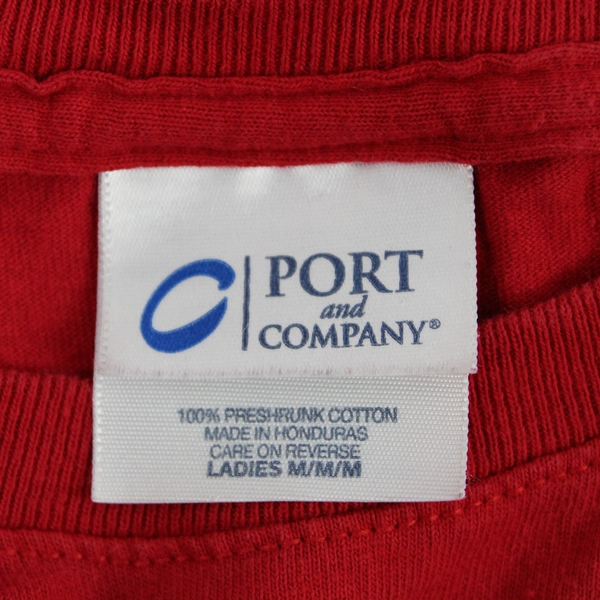 PORT
and
COMPANY®
100% PRESHRUNK COTTON
MADE IN HONDURAS
CARE ON REVERSE
LADIES M/M/M